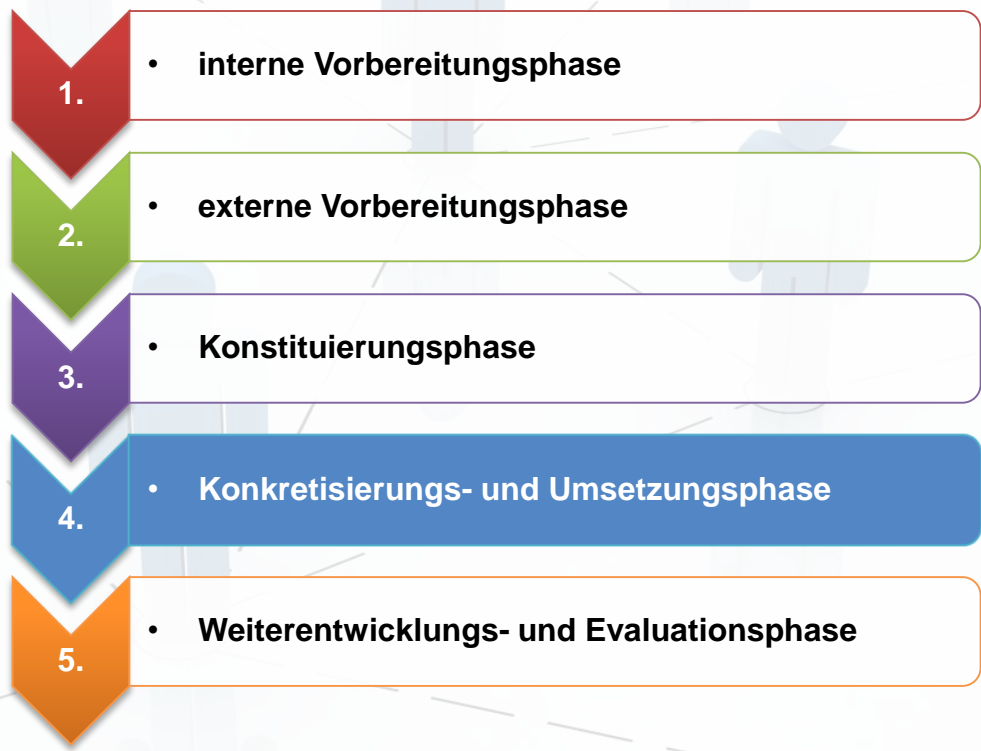 1. • interne Vorbereitungsphase
2. • externe Vorbereitungsphase
3. • Konstituierungsphase
4. • Konkretisierungs- und Umsetzungsphase
5. • Weiterentwicklungs- und Evaluationsphase